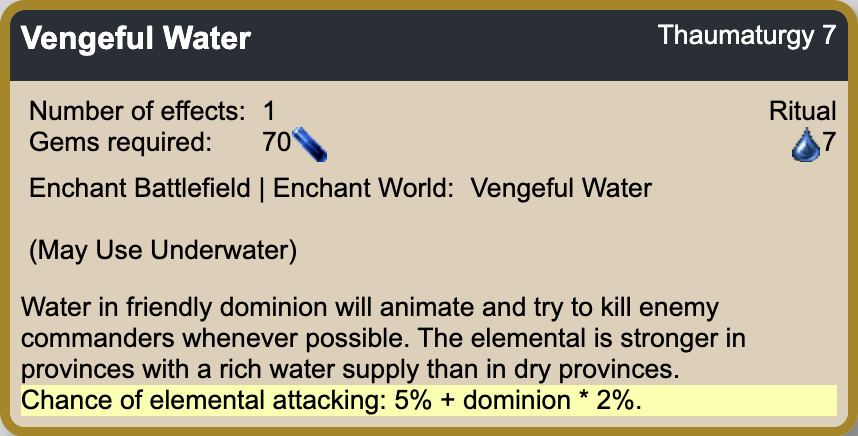 Vengeful Water
Thaumaturgy 7
Number of effects: 1
Ritual
Gems required: 70
7
Enchant Battlefield | Enchant World: Vengeful Water
(May Use Underwater)
Water in friendly dominion will animate and try to kill enemy
commanders whenever possible. The elemental is stronger in
provinces with a rich water supply than in dry provinces.
Chance of elemental attacking: 5% + dominion * 2%.